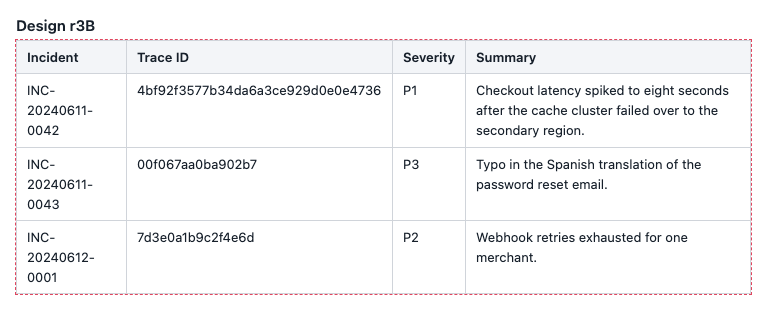 Design r3B
Incident Trace ID Severity Summary
INC-
20240611-
0042
4bf92f3577b34da6a3ce929d0e0e4736
P1
Checkout latency spiked to eight seconds
after the cache cluster failed over to the
secondary region.
INC-
20240611-
0043
00f067aa0ba902b7
P3
Typo in the Spanish translation of the
password reset email.
INC-
20240612-
0001
7d3e0a1b9c2f4e6d
P2
Webhook retries exhausted for one
merchant.